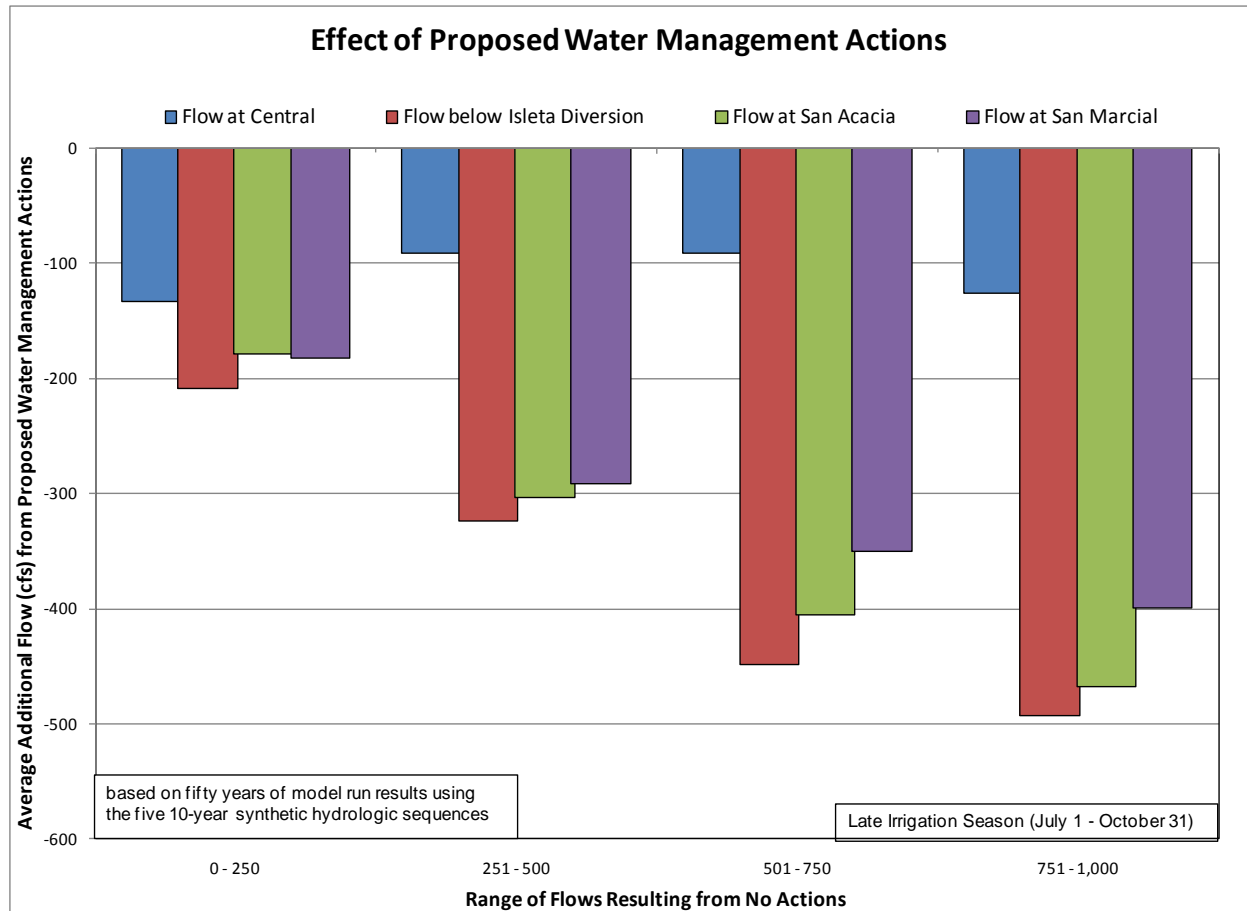 Effect of Proposed Water Management Actions
Flow at Central Flow below Isleta Diversion Flow at San Acacia Flow at San Marcial
Average Additional Flow (cfs) from Proposed Water Management Actions
0
-100
-200
-300
-400
-500
-600
based on fifty years of model run results using
the five 10-year synthetic hydrologic sequences
Late Irrigation Season (July 1 - October 31)
0 - 250 251 - 500 501 - 750 751 - 1,000
Range of Flows Resulting from No Actions